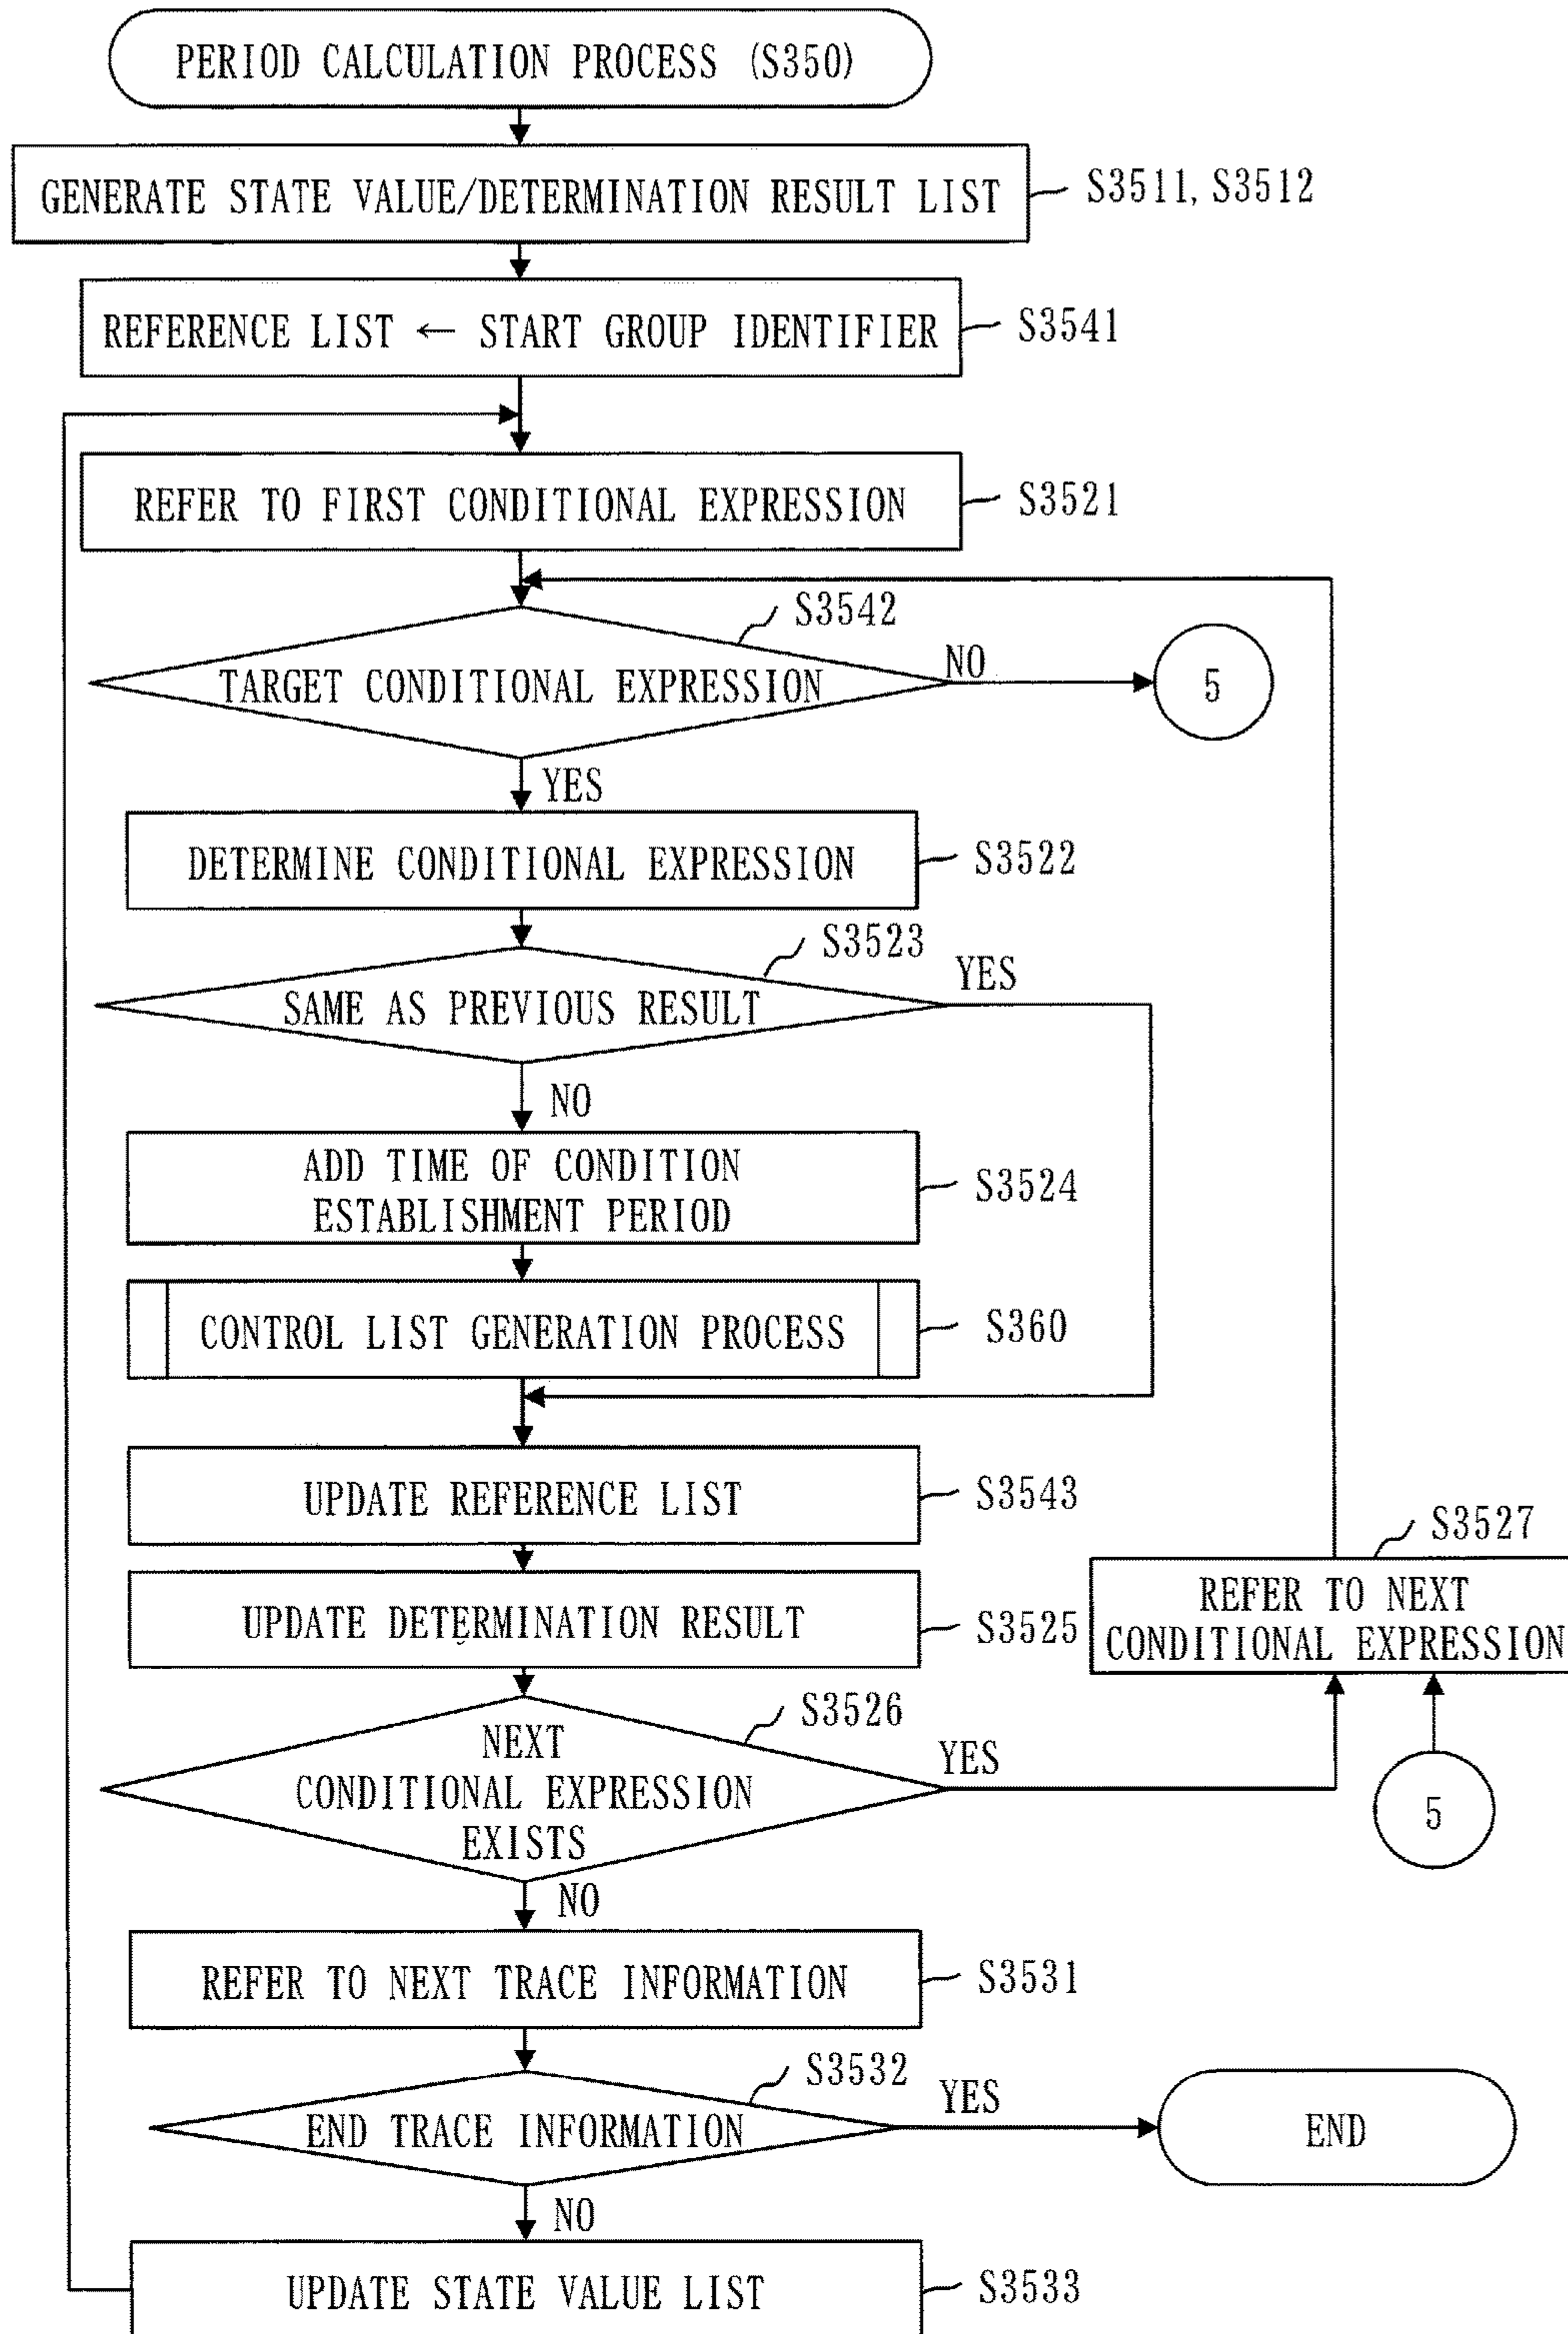 PERIOD CALCULATION PROCESS (S350)
GENERATE STATE VALUE/DETERMINATION RESULT LIST
S3511, S3512
REFERENCE LIST ← START GROUP IDENTIFIER
S3541
REFER TO FIRST CONDITIONAL EXPRESSION
S3521
S3542
TARGET CONDITIONAL EXPRESSION
NO
5
YES
DETERMINE CONDITIONAL EXPRESSION
S3522
S3523
SAME AS PREVIOUS RESULT
YES
NO
ADD TIME OF CONDITION
ESTABLISHMENT PERIOD
S3524
CONTROL LIST GENERATION PROCESS
S360
UPDATE REFERENCE LIST
S3543
S3527
REFER TO NEXT
CONDITIONAL EXPRESSION
UPDATE DETERMINATION RESULT
S3525
S3526
NEXT
CONDITIONAL EXPRESSION
EXISTS
YES
5
NO
REFER TO NEXT TRACE INFORMATION
S3531
S3532
END TRACE INFORMATION
YES
END
NO
UPDATE STATE VALUE LIST
S3533